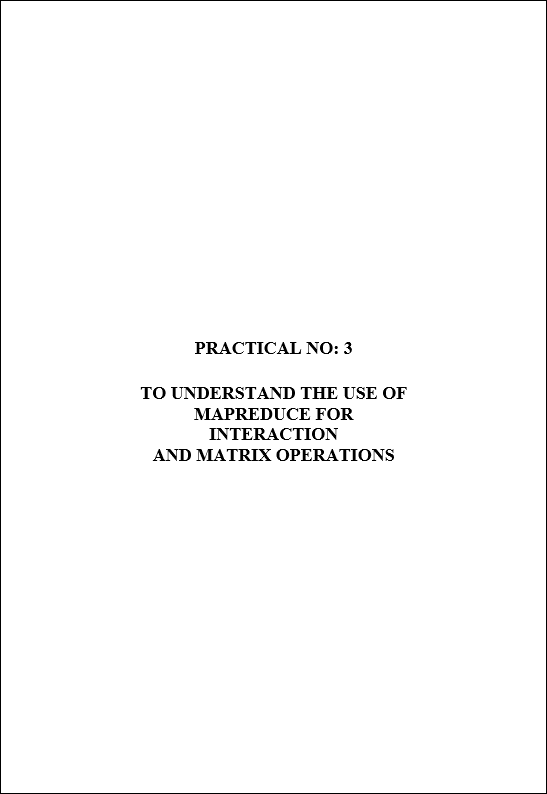 PRACTICAL NO: 3
TO UNDERSTAND THE USE OF
MAPREDUCE FOR
INTERACTION
AND MATRIX OPERATIONS